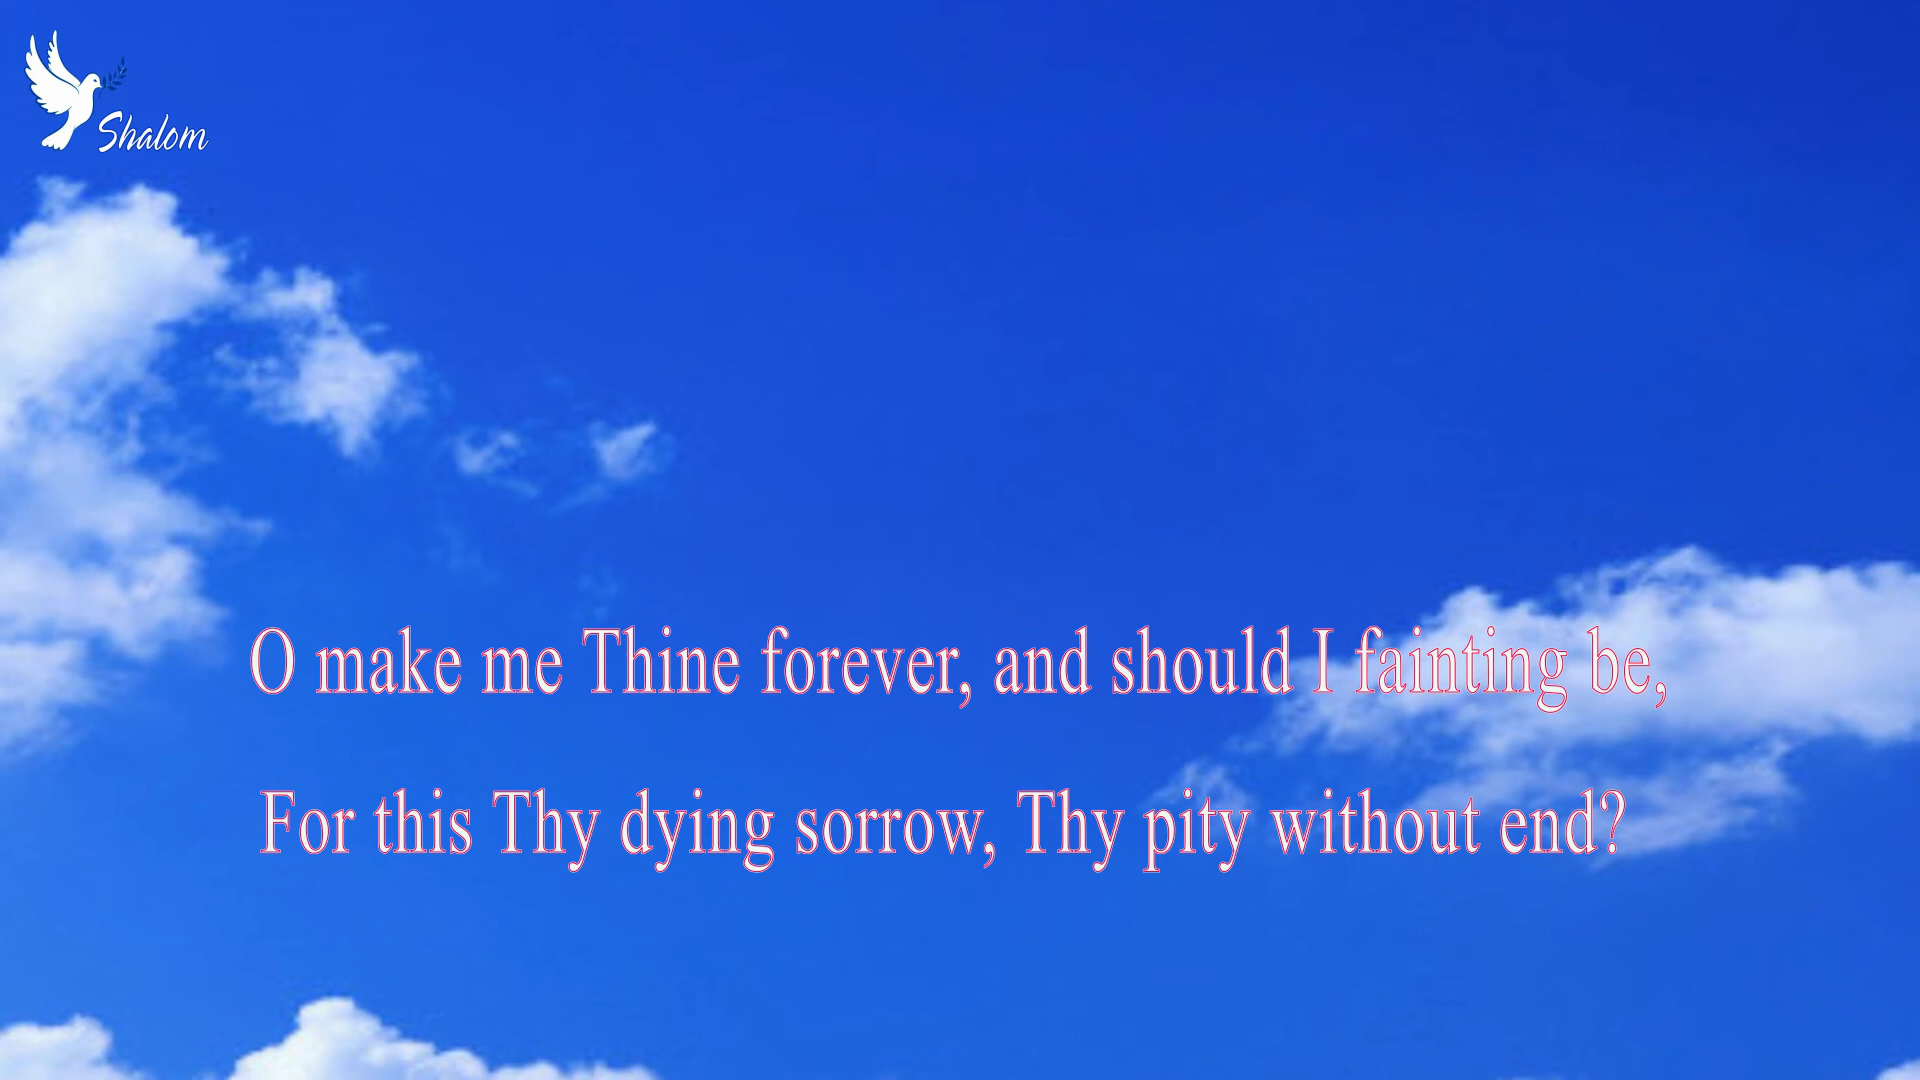 Shalom
O make me Thine forever, and should I fainting be,
For this Thy dying sorrow, Thy pity without end?